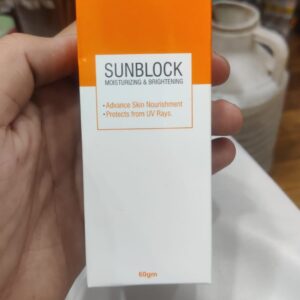 SUNBLOCK
MOISTURIZING & BRIGHTENING
• Advance Skin Nourishment
• Protects from UV Rays.
60gm